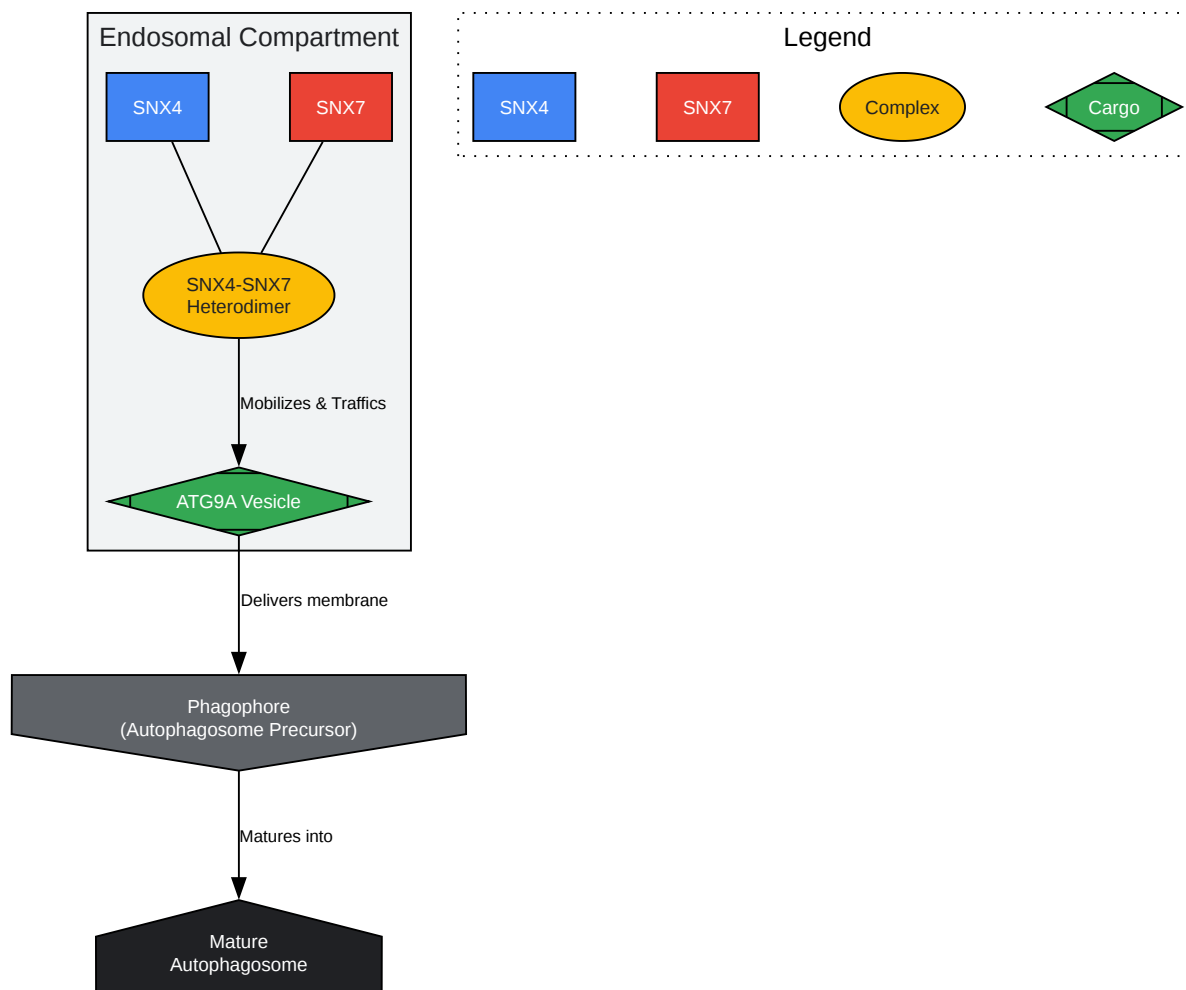 Endosomal Compartment
SNX4
SNX7
SNX4-SNX7
Heterodimer
Mobilizes & Traffics
ATG9A Vesicle
Delivers membrane
Phagophore
(Autophagosome Precursor)
Matures into
Mature
Autophagosome
Legend
SNX4
SNX7
Complex
Cargo